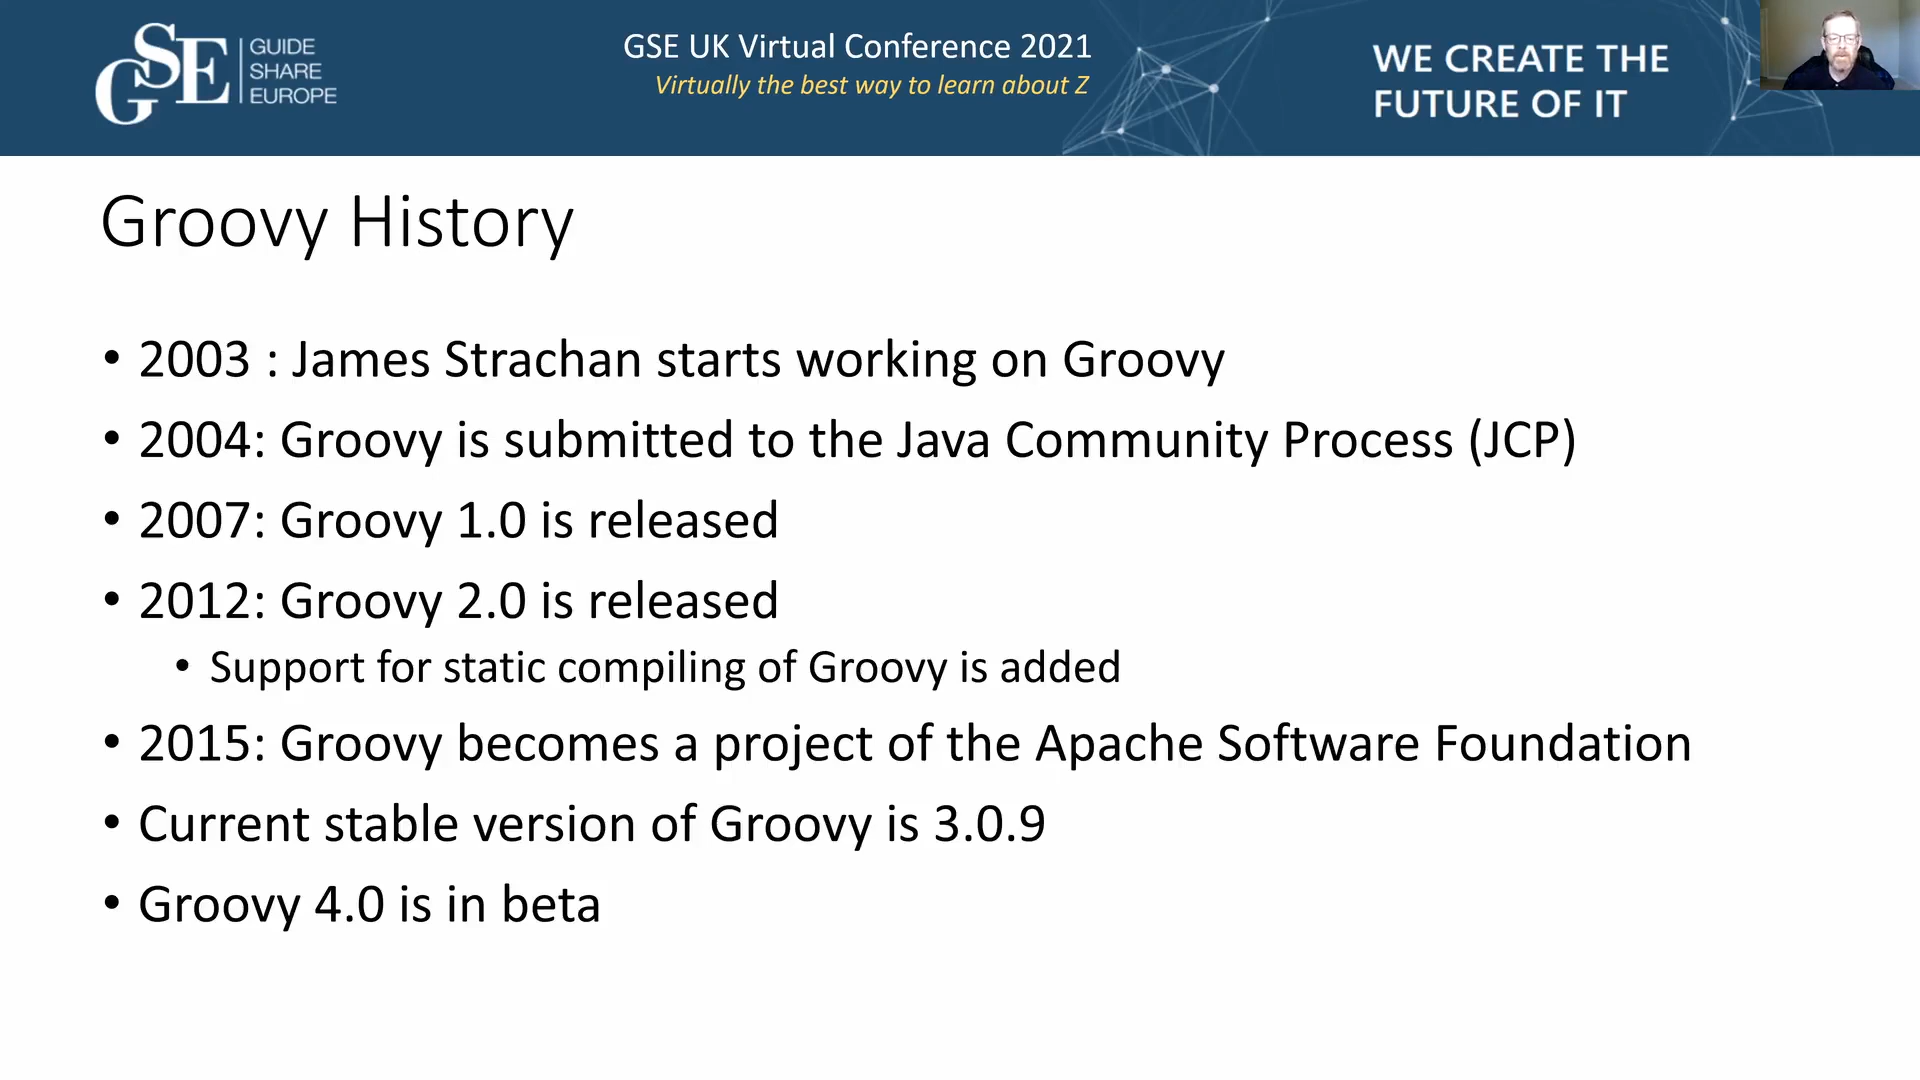 GSE
GUIDE
SHARE
EUROPE
GSE UK Virtual Conference 2021
Virtually the best way to learn about Z
WE CREATE THE
FUTURE OF IT
Groovy History
• 2003 : James Strachan starts working on Groovy
• 2004: Groovy is submitted to the Java Community Process (JCP)
• 2007: Groovy 1.0 is released
• 2012: Groovy 2.0 is released
• Support for static compiling of Groovy is added
• 2015: Groovy becomes a project of the Apache Software Foundation
• Current stable version of Groovy is 3.0.9
• Groovy 4.0 is in beta